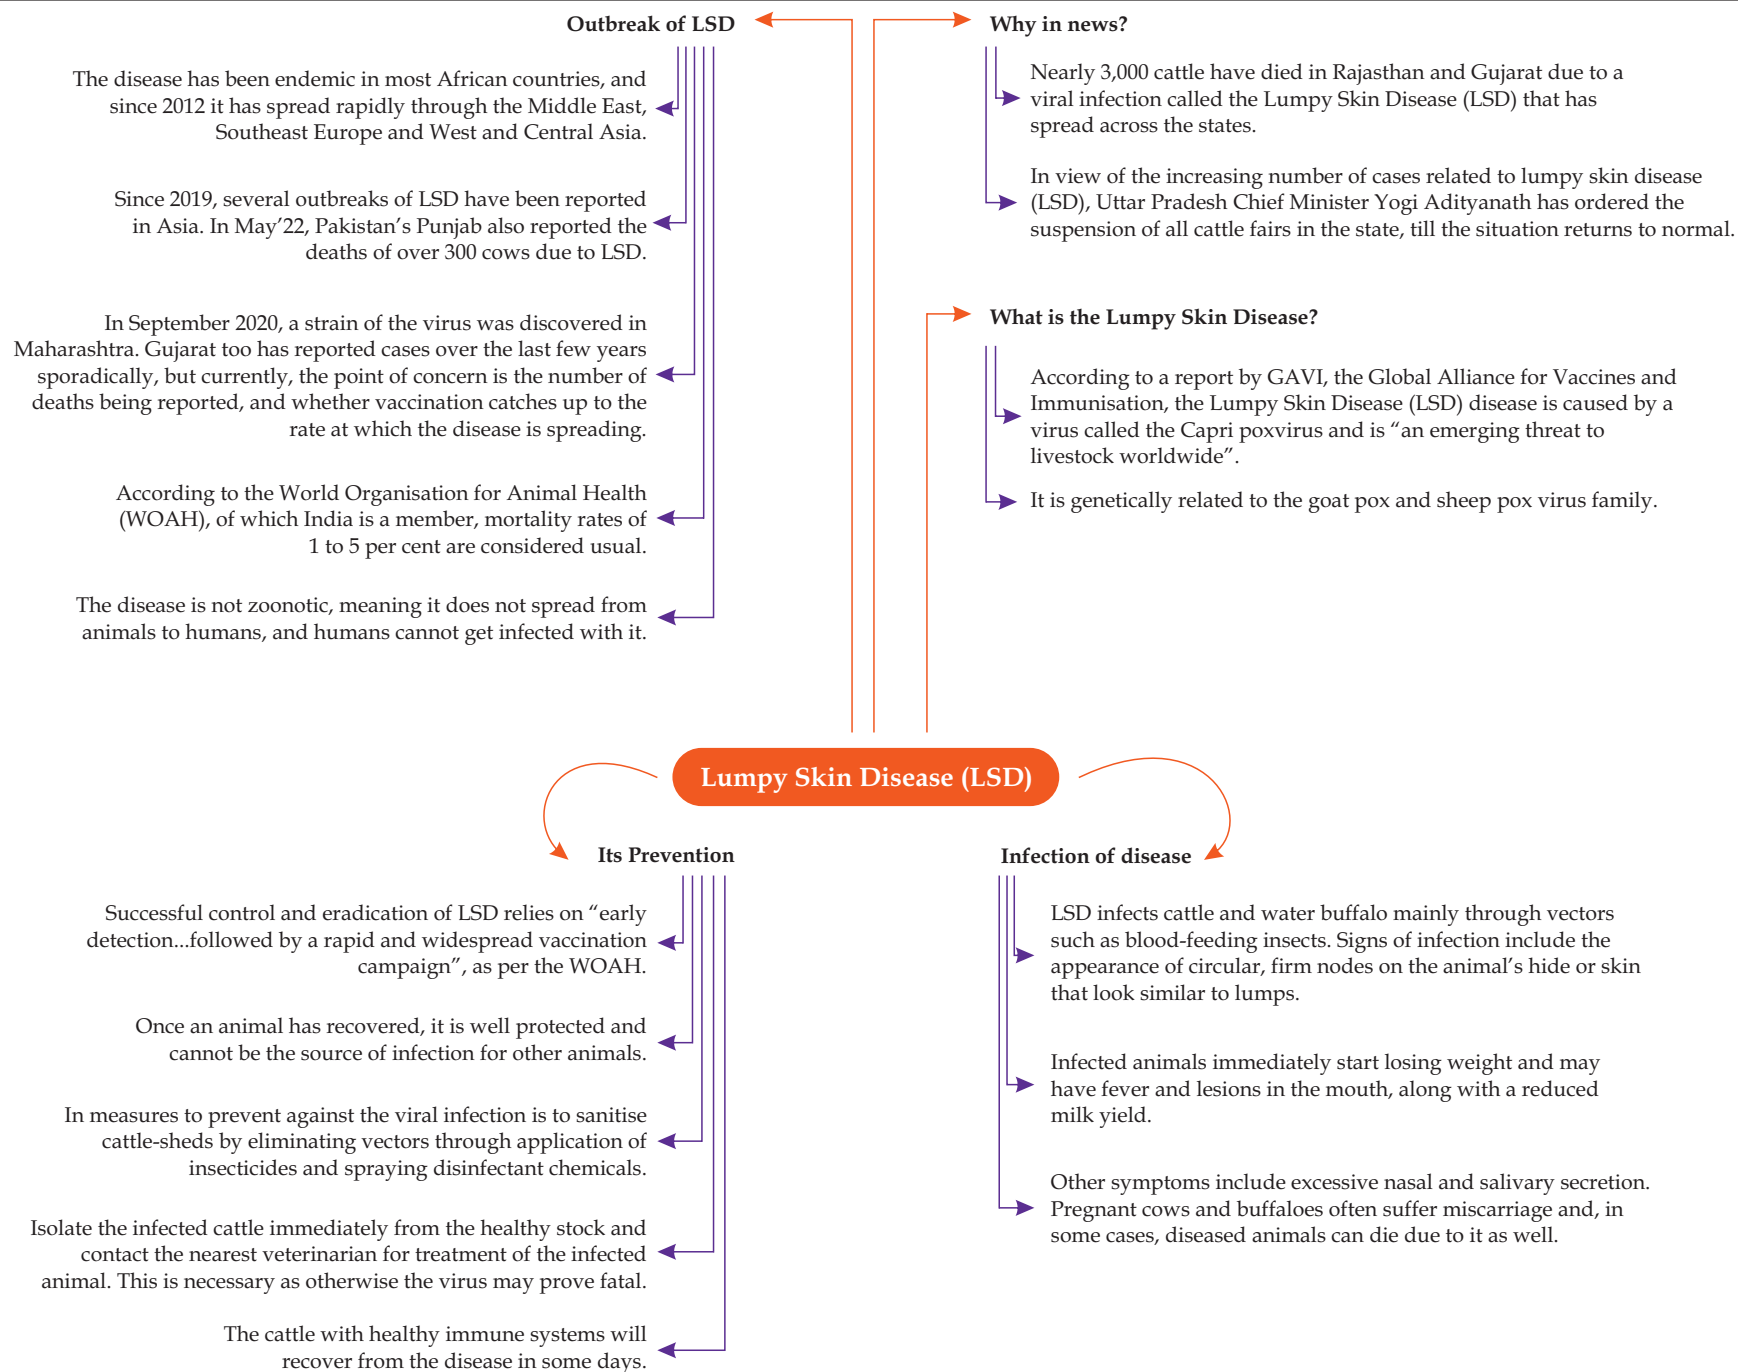 Outbreak of LSD
The disease has been endemic in most African countries, and
since 2012 it has spread rapidly through the Middle East,
Southeast Europe and West and Central Asia.
Since 2019, several outbreaks of LSD have been reported
in Asia. In May’22, Pakistan’s Punjab also reported the
deaths of over 300 cows due to LSD.
In September 2020, a strain of the virus was discovered in
Maharashtra. Gujarat too has reported cases over the last few years
sporadically, but currently, the point of concern is the number of
deaths being reported, and whether vaccination catches up to the
rate at which the disease is spreading.
According to the World Organisation for Animal Health
(WOAH), of which India is a member, mortality rates of
1 to 5 per cent are considered usual.
The disease is not zoonotic, meaning it does not spread from
animals to humans, and humans cannot get infected with it.
Why in news?
Nearly 3,000 cattle have died in Rajasthan and Gujarat due to a
viral infection called the Lumpy Skin Disease (LSD) that has
spread across the states.
In view of the increasing number of cases related to lumpy skin disease
(LSD), Uttar Pradesh Chief Minister Yogi Adityanath has ordered the
suspension of all cattle fairs in the state, till the situation returns to normal.
What is the Lumpy Skin Disease?
According to a report by GAVI, the Global Alliance for Vaccines and
Immunisation, the Lumpy Skin Disease (LSD) disease is caused by a
virus called the Capri poxvirus and is “an emerging threat to
livestock worldwide”.
It is genetically related to the goat pox and sheep pox virus family.
Lumpy Skin Disease (LSD)
Its Prevention
Successful control and eradication of LSD relies on “early
detection...followed by a rapid and widespread vaccination
campaign”, as per the WOAH.
Once an animal has recovered, it is well protected and
cannot be the source of infection for other animals.
In measures to prevent against the viral infection is to sanitise
cattle-sheds by eliminating vectors through application of
insecticides and spraying disinfectant chemicals.
Isolate the infected cattle immediately from the healthy stock and
contact the nearest veterinarian for treatment of the infected
animal. This is necessary as otherwise the virus may prove fatal.
The cattle with healthy immune systems will
recover from the disease in some days.
Infection of disease
LSD infects cattle and water buffalo mainly through vectors
such as blood-feeding insects. Signs of infection include the
appearance of circular, firm nodes on the animal’s hide or skin
that look similar to lumps.
Infected animals immediately start losing weight and may
have fever and lesions in the mouth, along with a reduced
milk yield.
Other symptoms include excessive nasal and salivary secretion.
Pregnant cows and buffaloes often suffer miscarriage and, in
some cases, diseased animals can die due to it as well.